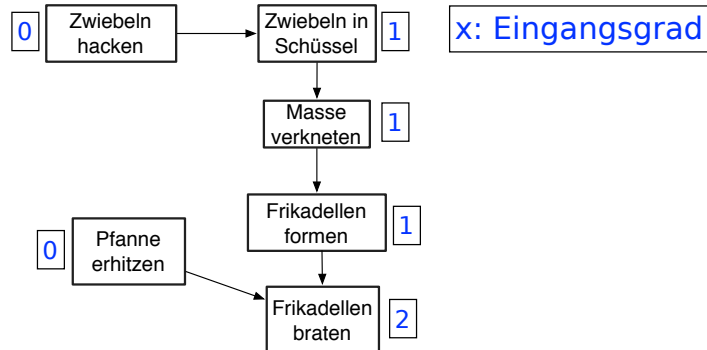 0
Zwiebeln
hacken
Zwiebeln in
Schüssel
1
x: Eingangsgrad
Masse
verkneten
1
Frikadellen
formen
1
0
Pfanne
erhitzen
Frikadellen
braten
2